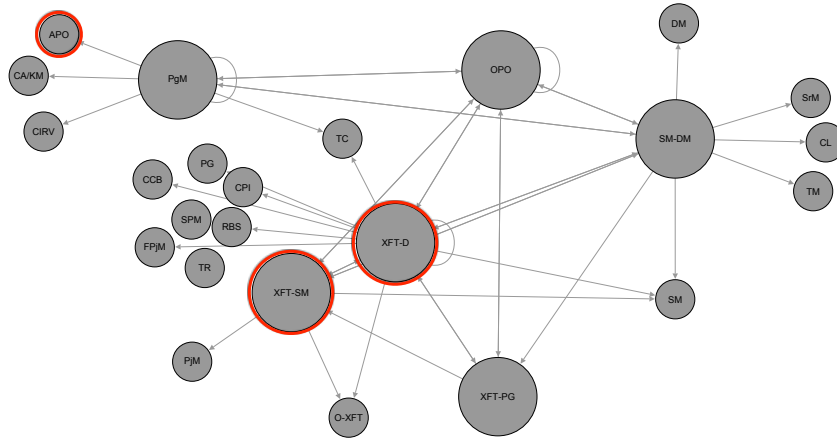 DM
APO
OPO
CA/KM
PgM
SrM
CIRV
TC
SM-DM
CL
PG
CCB
CPI
TM
SPM
RBS
FPjM
XFT-D
TR
XFT-SM
SM
PjM
XFT-PG
O-XFT